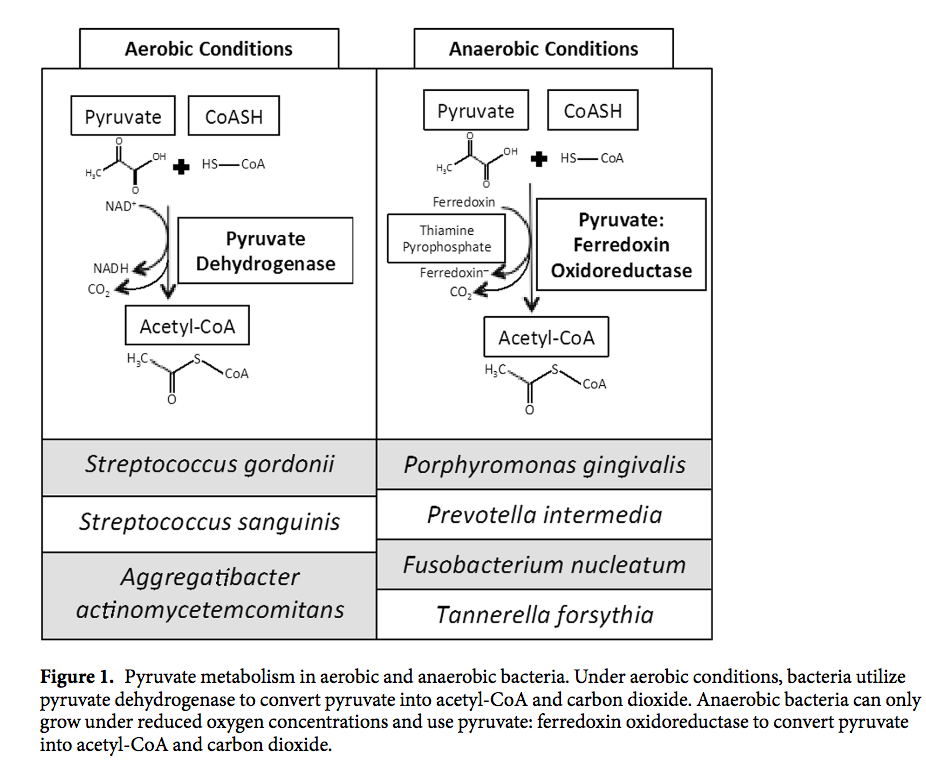 Aerobic Conditions
Pyruvate
CoASH
O
OH
H₃C
O
HS—CoA
NAD⁺
NADH
CO₂
Pyruvate
Dehydrogenase
Acetyl-CoA
H₃C
S
CoA
O
Streptococcus gordonii
Streptococcus sanguinis
Aggregatibacter
actinomycetemcomitans
Anaerobic Conditions
Pyruvate
CoASH
O
OH
H₃C
O
HS—CoA
Ferredoxin
Thiamine
Pyrophosphate
Ferredoxin⁻
CO₂
Pyruvate:
Ferredoxin
Oxidoreductase
Acetyl-CoA
H₃C
S
CoA
O
Porphyromonas gingivalis
Prevotella intermedia
Fusobacterium nucleatum
Tannerella forsythia
Figure 1. Pyruvate metabolism in aerobic and anaerobic bacteria. Under aerobic conditions, bacteria utilize
pyruvate dehydrogenase to convert pyruvate into acetyl-CoA and carbon dioxide. Anaerobic bacteria can only
grow under reduced oxygen concentrations and use pyruvate: ferredoxin oxidoreductase to convert pyruvate
into acetyl-CoA and carbon dioxide.